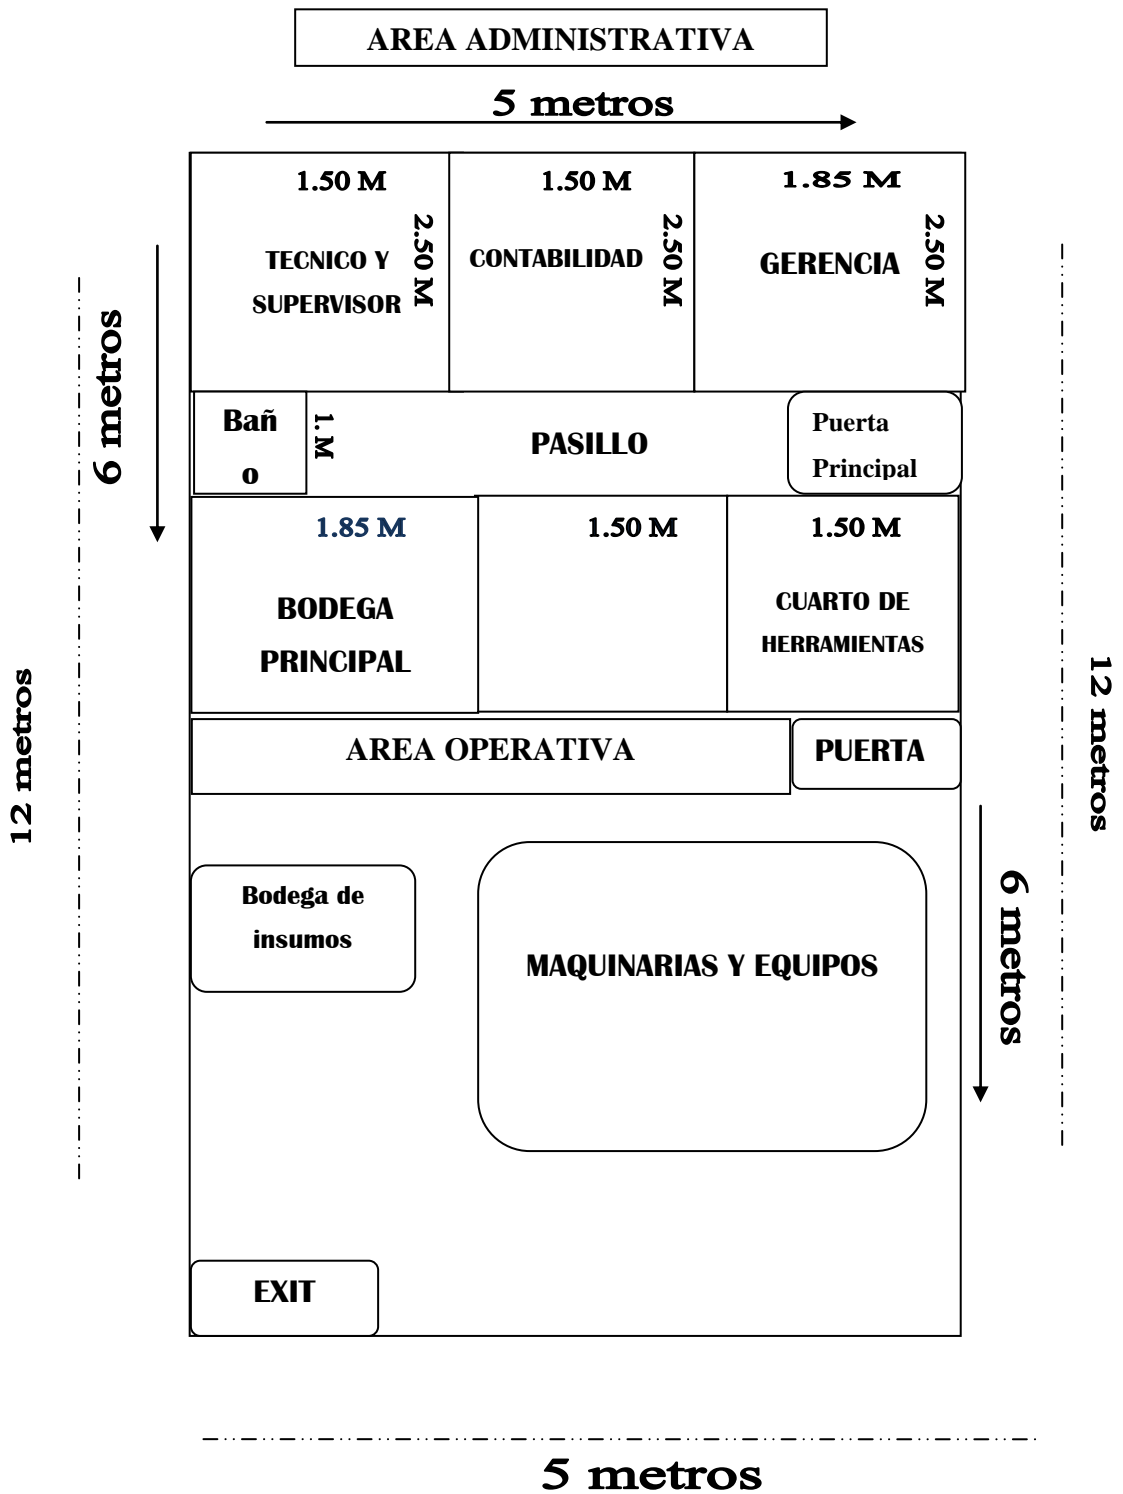 AREA ADMINISTRATIVA
5 metros
1.50 M
1.50 M
1.85 M
2.50 M
2.50 M
2.50 M
TECNICO Y
SUPERVISOR
CONTABILIDAD
GERENCIA
6 metros
Bañ
o
1. M
PASILLO
Puerta
Principal
1.85 M
1.50 M
1.50 M
BODEGA
PRINCIPAL
CUARTO DE
HERRAMIENTAS
12 metros
12 metros
AREA OPERATIVA
PUERTA
Bodega de
insumos
MAQUINARIAS Y EQUIPOS
6 metros
EXIT
5 metros